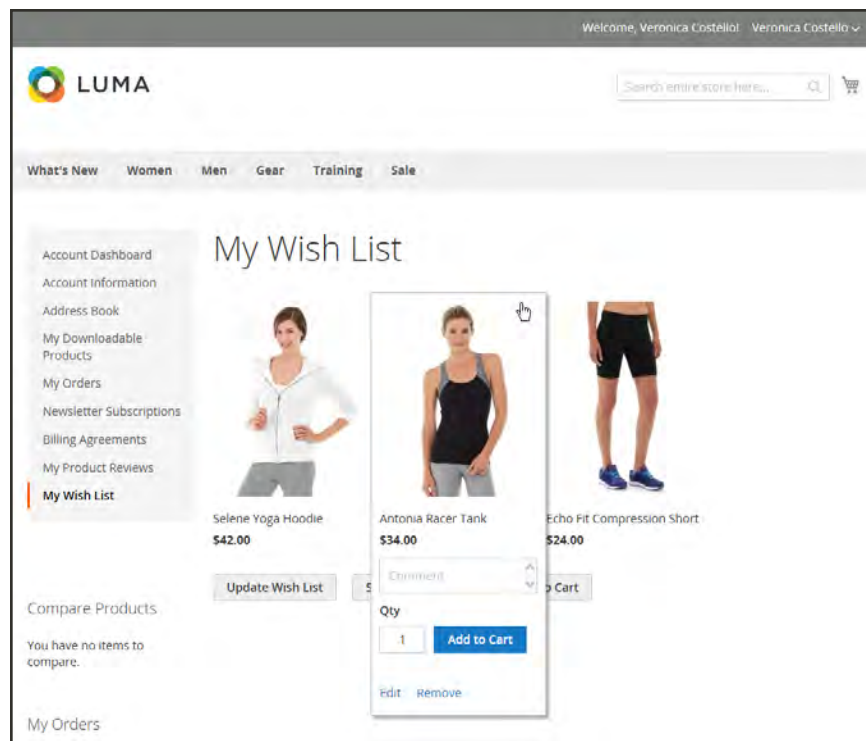 Welcome, Veronica Costello! Veronica Costello
LUMA
Search entire store here...
What's New Women Men Gear Training Sale
My Wish List
Account Dashboard
Account Information
Address Book
My Downloadable
Products
My Orders
Newsletter Subscriptions
Billing Agreements
My Product Reviews
My Wish List
Selene Yoga Hoodie
$42.00
Antonia Racer Tank
$34.00
Echo Fit Compression Short
$24.00
Comment
Qty
1 Add to Cart
Edit Remove
Update Wish List
Cart
Compare Products
You have no items to
compare.
My Orders